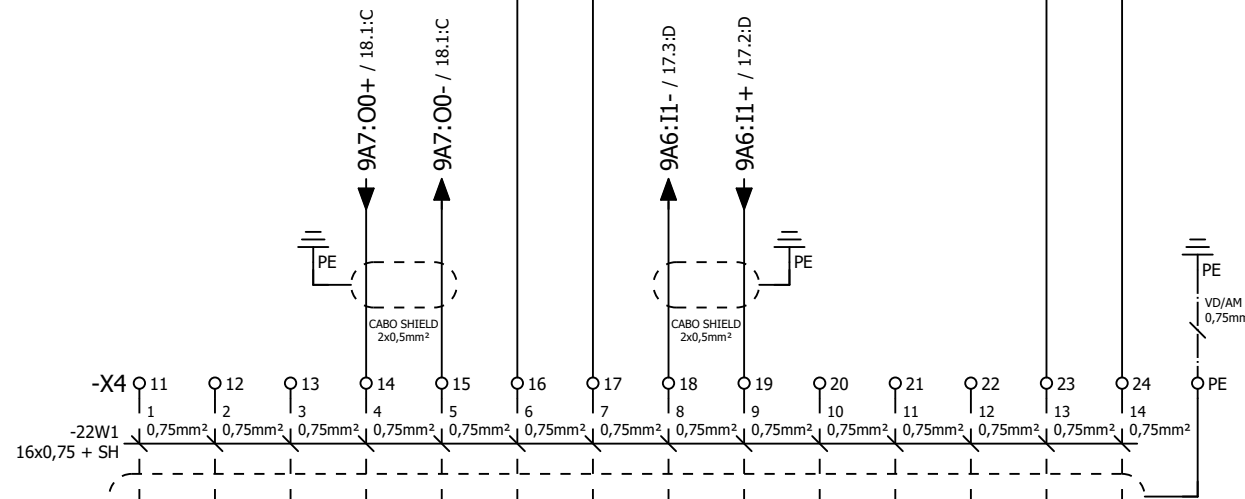 9A7:O0+ / 18.1:C
9A7:O0- / 18.1:C
9A6:I1- / 17.3:D
9A6:I1+ / 17.2:D
PE
PE
PE
CABO SHIELD
2x0,5mm²
CABO SHIELD
2x0,5mm²
VD/AM
0,75mm
-X4 11 12 13 14 15 16 17 18 19 20 21 22 23 24 PE
1 2 3 4 5 6 7 8 9 10 11 12 13 14
0,75mm² 0,75mm² 0,75mm² 0,75mm² 0,75mm² 0,75mm² 0,75mm² 0,75mm² 0,75mm² 0,75mm² 0,75mm² 0,75mm² 0,75mm² 0,75mm²
-22W1
16x0,75 + SH